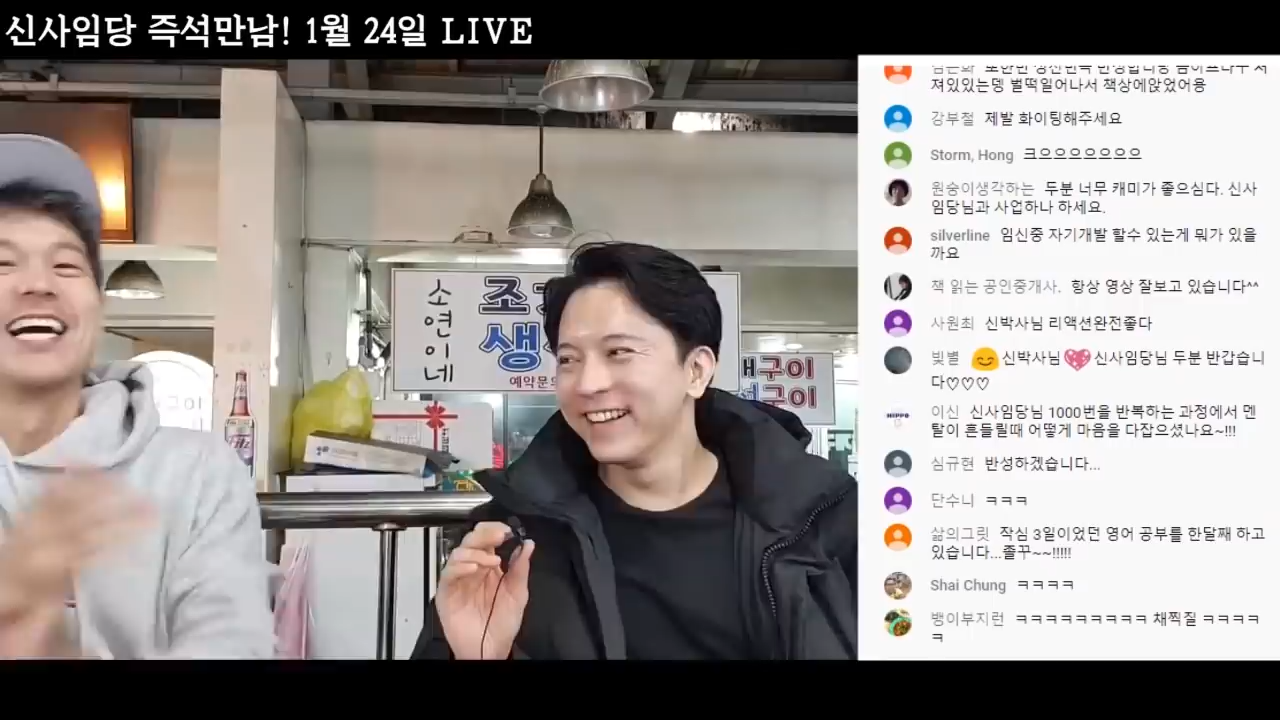 신사임당 즉석만남! 1월 24일 LIVE
져있있는뎅 벌떡일어나서 책상에앉었어용
강부철 제발 화이팅해주세요
Storm, Hong 크으으으으으으으
원숭이생각하는 두분 너무 캐미가 좋으심다. 신사
임당님과 사업하나 하세요.
silverline 임신중 자기개발 할수 있는게 뭐가 있을
까요
책 읽는 공인중개사. 항상 영상 잘보고 있습니다^^
사원최 신박사님 리액션완전좋다
빛별 😊신박사님💖신사임당님 두분 반갑습니
다♡♡♡
이신 신사임당님 1000번을 반복하는 과정에서 멘
탈이 흔들릴때 어떻게 마음을 다잡으셨나요~!!!
심규현 반성하겠습니다...
단수니 ㅋㅋㅋ
삶의그릿 작심 3일이었던 영어 공부를 한달째 하고
있습니다...졸꾸~~!!!!!
Shai Chung ㅋㅋㅋㅋ
뱅이부지런 ㅋㅋㅋㅋㅋㅋㅋㅋㅋ 채찍질 ㅋㅋㅋㅋ
ㅋ
소연이네
조
생
예약문
구이
구이
구이